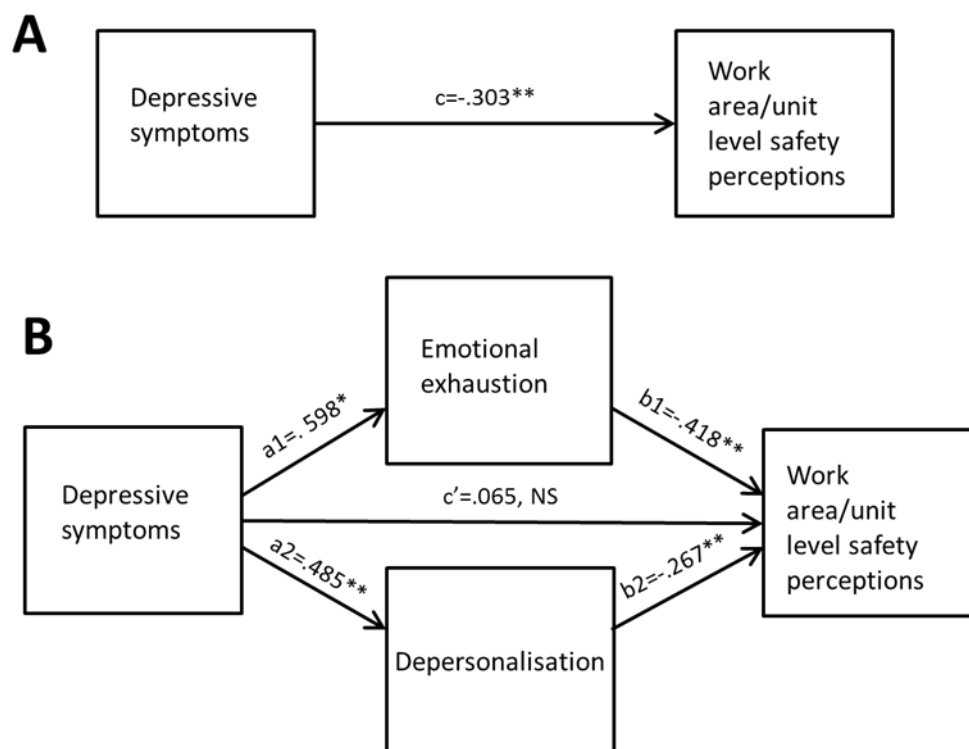 A
Depressive
symptoms
c=-.303**
Work
area/unit
level safety
perceptions
B
Emotional
exhaustion
a1=. 598*
b1=-.418**
Depressive
symptoms
c’=.065, NS
Work
area/unit
level safety
perceptions
a2=.485**
b2=-.267**
Depersonalisation